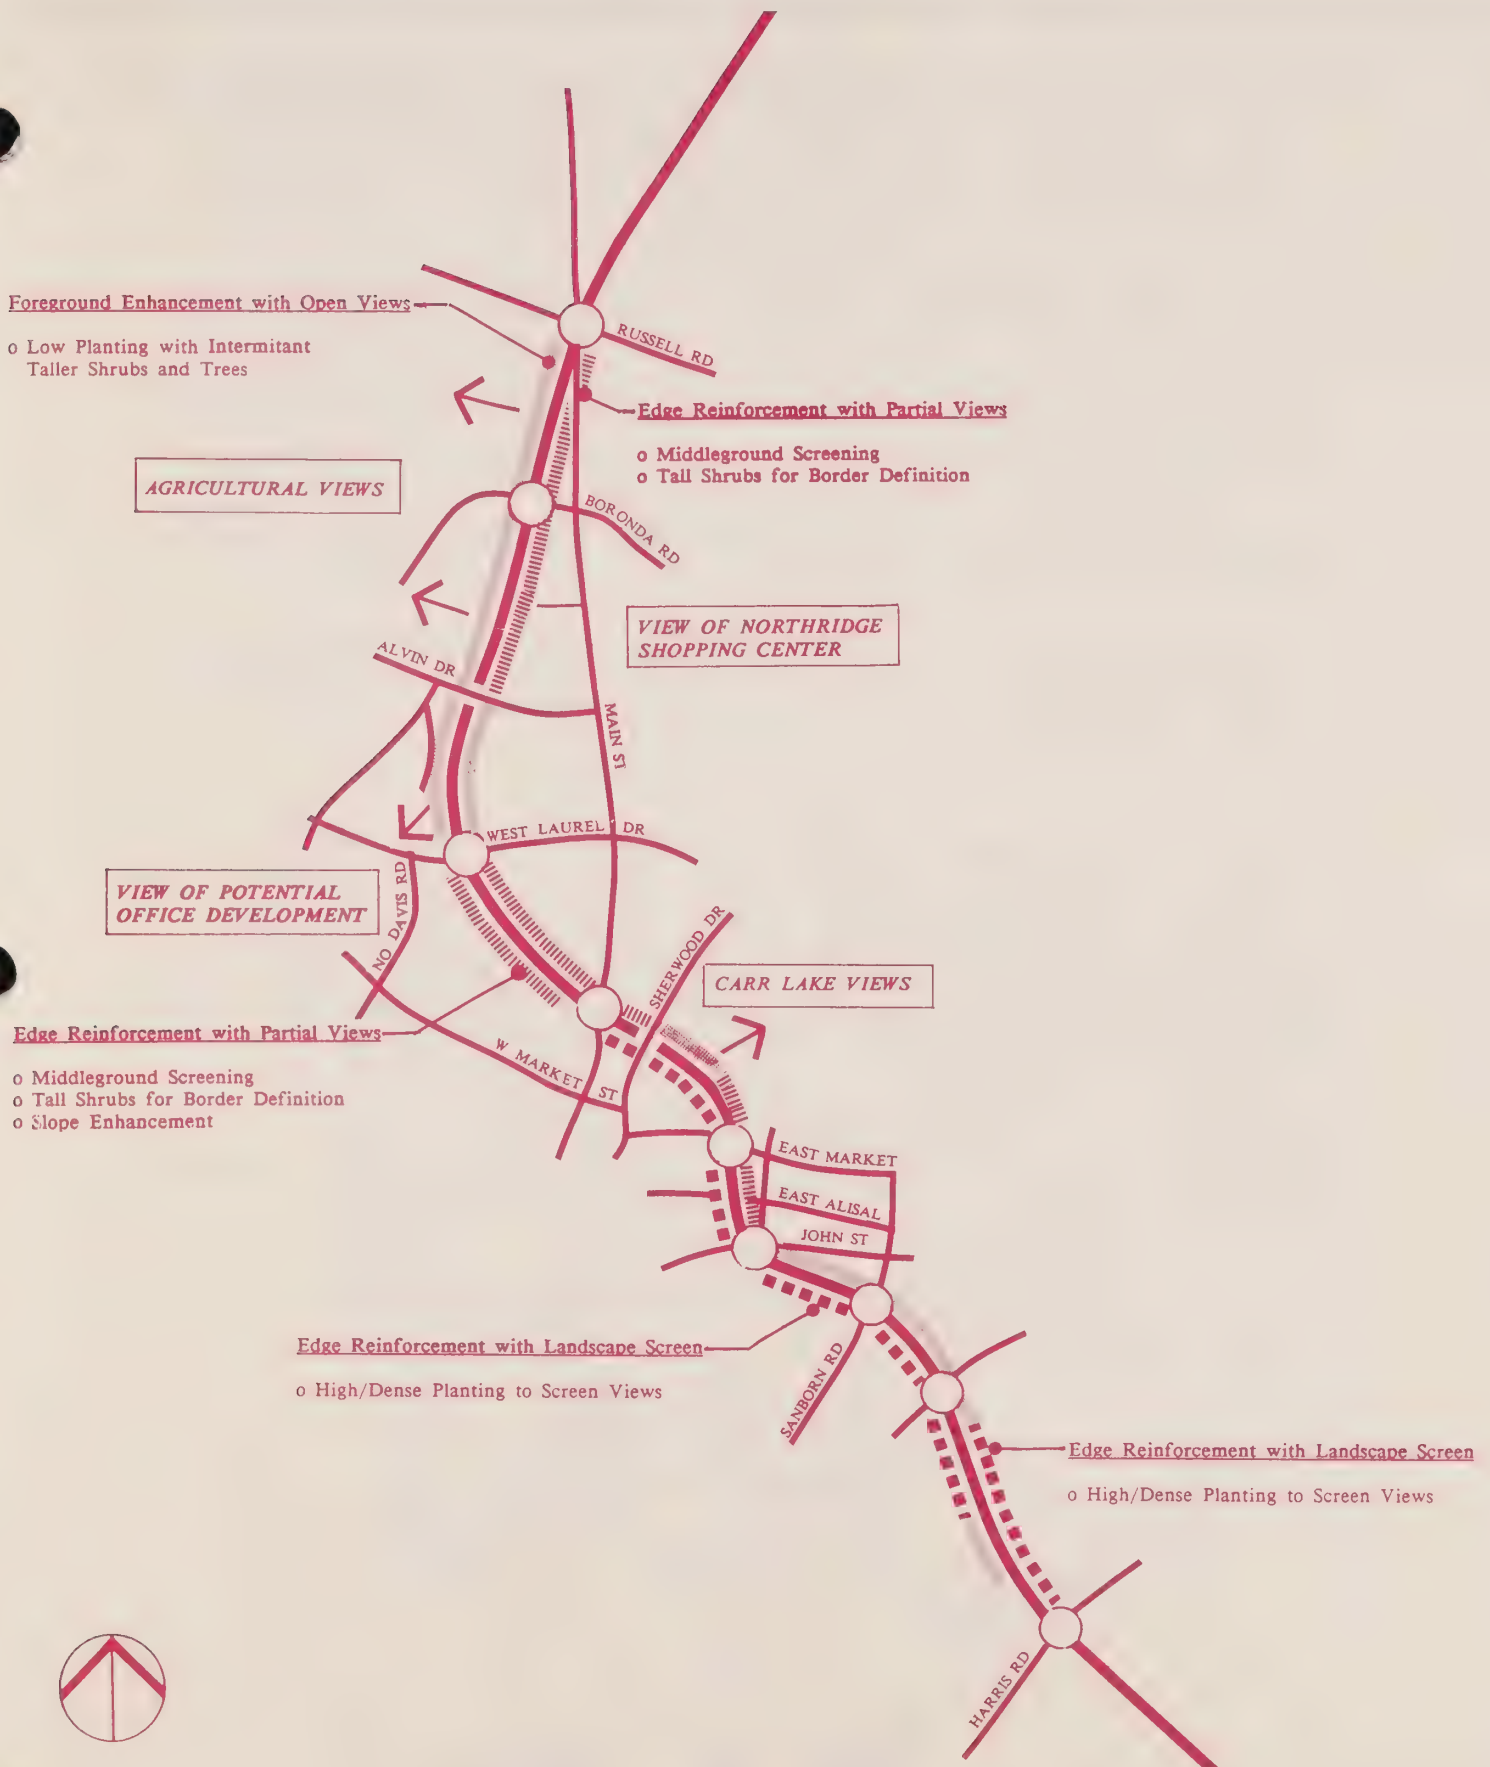 Foreground Enhancement with Open Views
o Low Planting with Intermitant
Taller Shrubs and Trees
RUSSELL RD
Edge Reinforcement with Partial Views
o Middleground Screening
o Tall Shrubs for Border Definition
AGRICULTURAL VIEWS
BORONDA RD
VIEW OF NORTHRIDGE
SHOPPING CENTER
ALVIN DR
MAIN ST
WEST LAUREL DR
VIEW OF POTENTIAL
OFFICE DEVELOPMENT
NO DAVIS RD
SHERWOOD DR
CARR LAKE VIEWS
Edge Reinforcement with Partial Views
o Middleground Screening
o Tall Shrubs for Border Definition
o Slope Enhancement
W MARKET ST
EAST MARKET
EAST ALISAL
JOHN ST
Edge Reinforcement with Landscape Screen
o High/Dense Planting to Screen Views
SANBORN RD
Edge Reinforcement with Landscape Screen
o High/Dense Planting to Screen Views
HARRIS RD